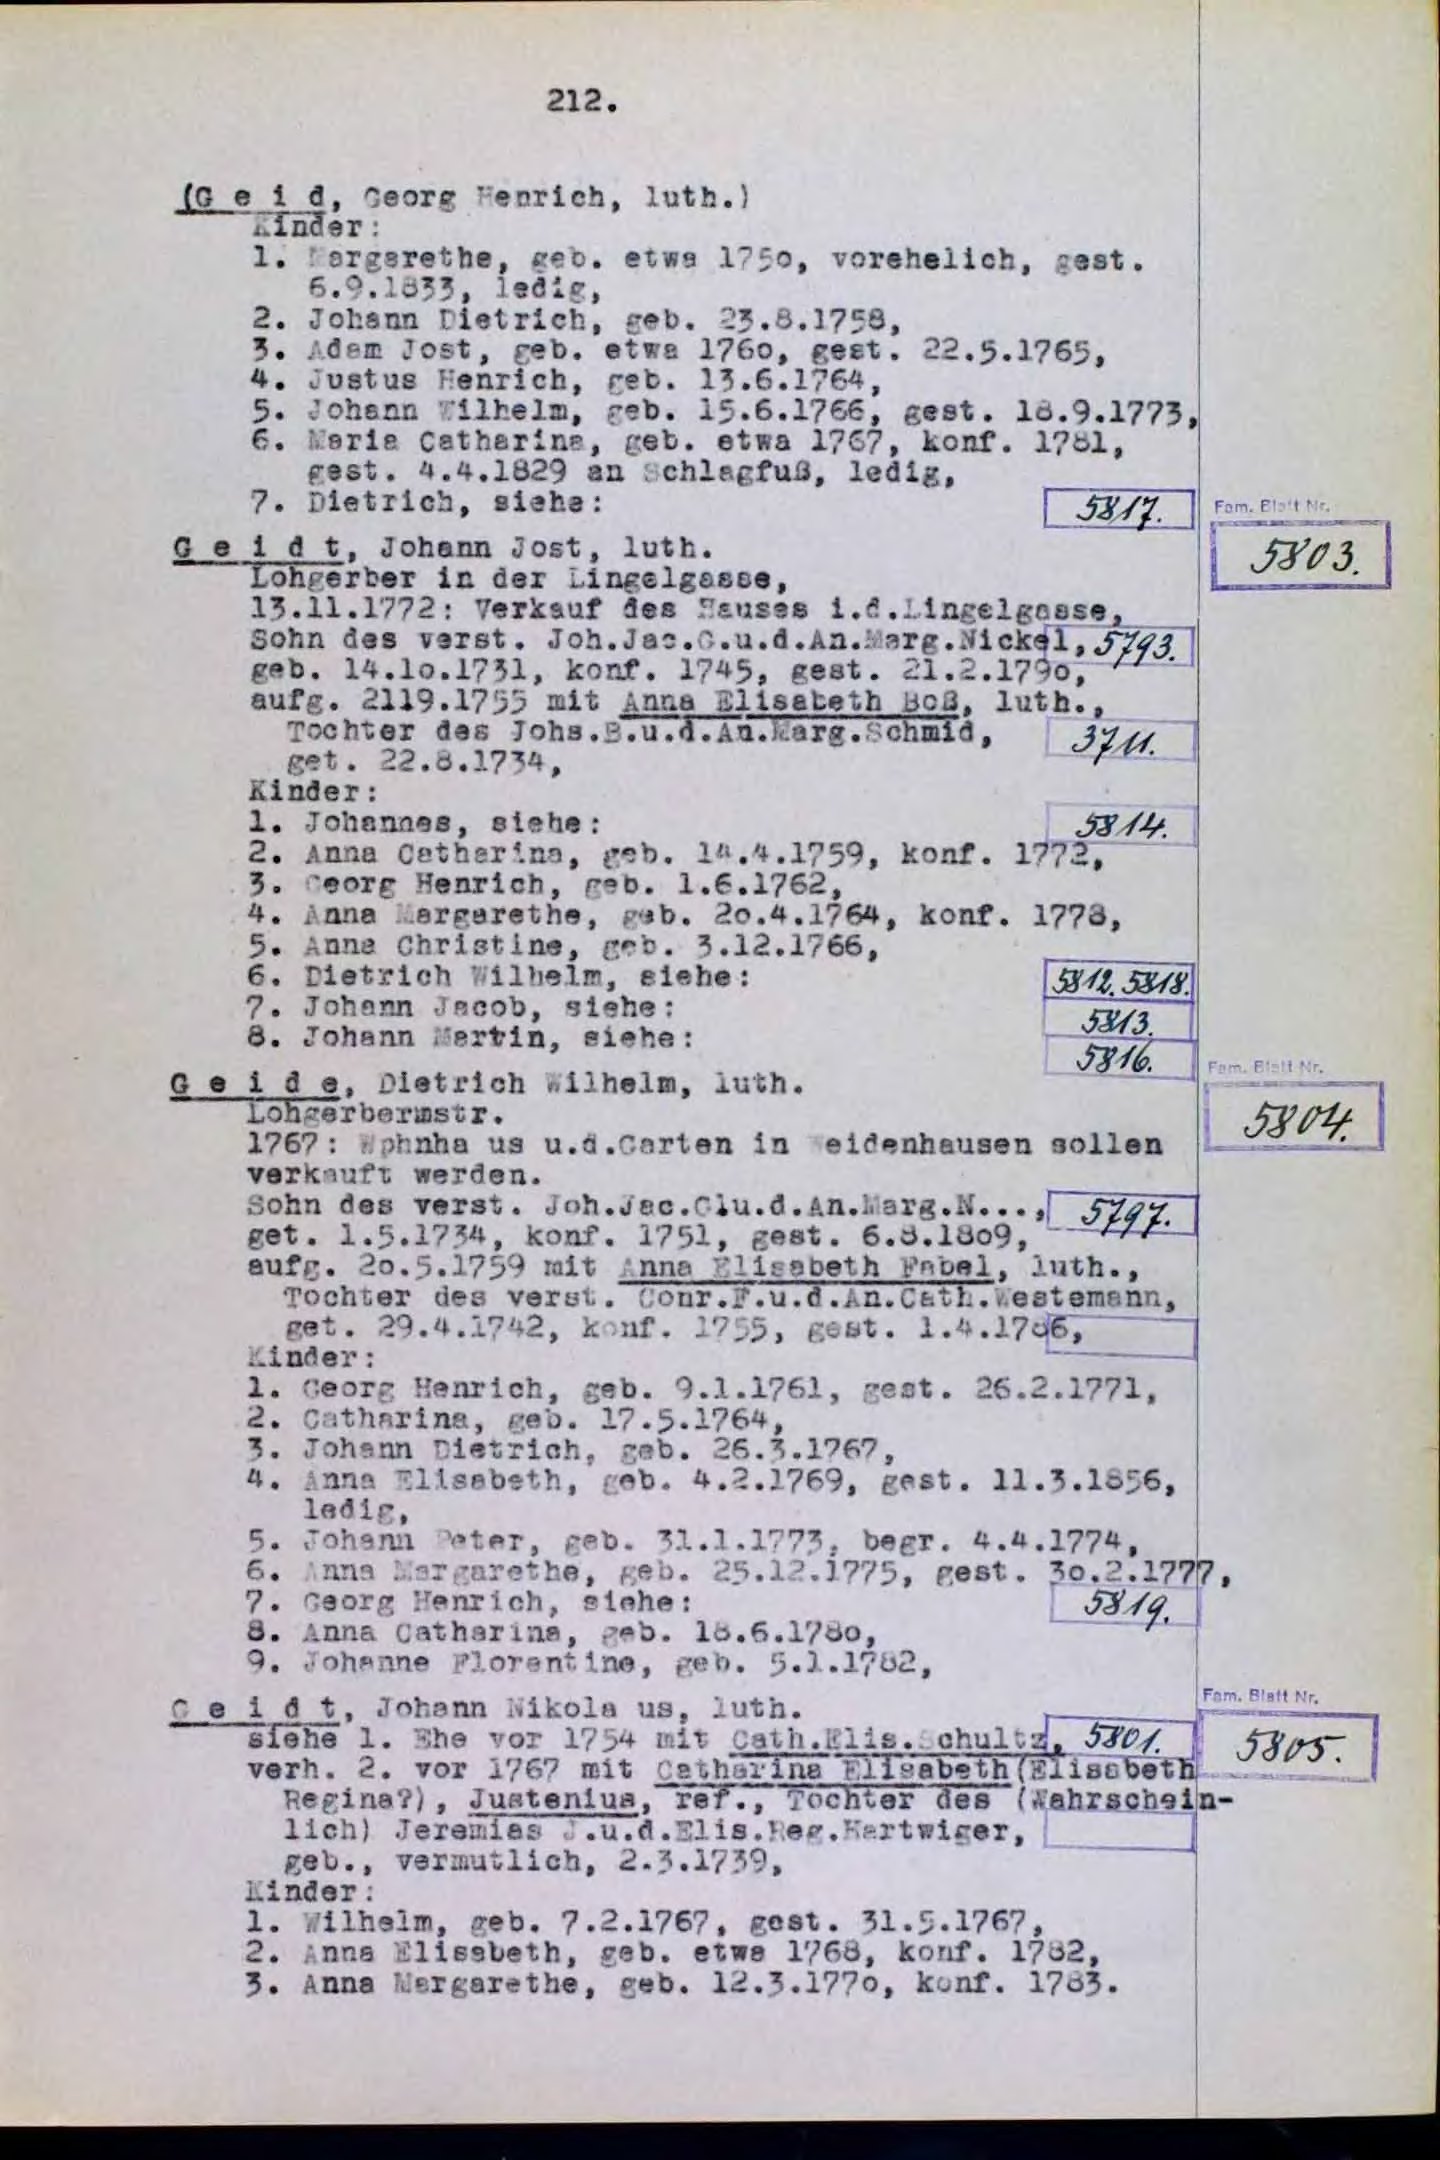 212.
(G e i d, Georg Henrich, luth.)
Kinder:
1. Margarethe, geb. etwa 175o, vorehelich, gest.
6.9.1833, ledig,
2. Johann Dietrich, geb. 23.8.1758,
3. Adam Jost, geb. etwa 176o, gest. 22.5.1765,
4. Justus Henrich, geb. 13.6.1764,
5. Johann Wilhelm, geb. 15.6.1766, gest. 18.9.1773,
6. Maria Catharina, geb. etwa 1767, konf. 1781,
gest. 4.4.1829 an Schlagfuß, ledig,
7. Dietrich, siehe: 5817.
Fam. Blatt Nr.
5803.
G e i d t, Johann Jost, luth.
Lohgerber in der Lingelgasse,
13.11.1772: Verkauf des Hauses i.d.Lingelgasse,
Sohn des verst. Joh.Jac.G.u.d.An.Marg.Nickel, 5793.
geb. 14.1o.1731, konf. 1745, gest. 21.2.179o,
aufg. 2119.1755 mit Anna Elisabeth Boß, luth.,
Tochter des Johs.B.u.d.An.Marg.Schmid, 3711.
get. 22.8.1734,
Kinder:
1. Johannes, siehe: 5814.
2. Anna Catharina, geb. 14.4.1759, konf. 1772,
3. Georg Henrich, geb. 1.6.1762,
4. Anna Margarethe, geb. 2o.4.1764, konf. 1778,
5. Anna Christine, geb. 3.12.1766,
6. Dietrich Wilhelm, siehe: 5812. 5818.
7. Johann Jacob, siehe: 5813.
8. Johann Martin, siehe: 5816.
Fam. Blatt Nr.
5804.
G e i d e, Dietrich Wilhelm, luth.
Lohgerbermstr.
1767: Wphnha us u.d.Garten in Weidenhausen sollen
verkauft werden.
Sohn des verst. Joh.Jac.Glu.d.An.Marg.N..., 5797.
get. 1.5.1734, konf. 1751, gest. 6.8.18o9,
aufg. 2o.5.1759 mit Anna Elisabeth Fabel, luth.,
Tochter des verst. Conr.F.u.d.An.Cath.Westemann,
get. 29.4.1742, konf. 1755, gest. 1.4.1786,
Kinder:
1. Georg Henrich, geb. 9.1.1761, gest. 26.2.1771,
2. Catharina, geb. 17.5.1764,
3. Johann Dietrich, geb. 26.3.1767,
4. Anna Elisabeth, geb. 4.2.1769, gest. 11.3.1856,
ledig,
5. Johann Peter, geb. 31.1.1773, begr. 4.4.1774,
6. Anna Margarethe, geb. 25.12.1775, gest. 3o.2.1777,
7. Georg Henrich, siehe: 5819.
8. Anna Catharina, geb. 18.6.178o,
9. Johanne Florentine, geb. 5.1.1782,
Fam. Blatt Nr.
5805.
G e i d t, Johann Nikola us, luth.
siehe 1. Ehe vor 1754 mit Cath.Elis.Schultz, 5801.
verh. 2. vor 1767 mit Catharina Elisabeth(Elisabeth
Regina?), Justenius, ref., Tochter des (Wahrschein-
lich) Jeremias J.u.d.Elis.Reg.Hartwiger,
geb., vermutlich, 2.3.1739,
Kinder:
1. Wilhelm, geb. 7.2.1767, gest. 31.5.1767,
2. Anna Elisabeth, geb. etwa 1768, konf. 1782,
3. Anna Margarethe, geb. 12.3.177o, konf. 1783.